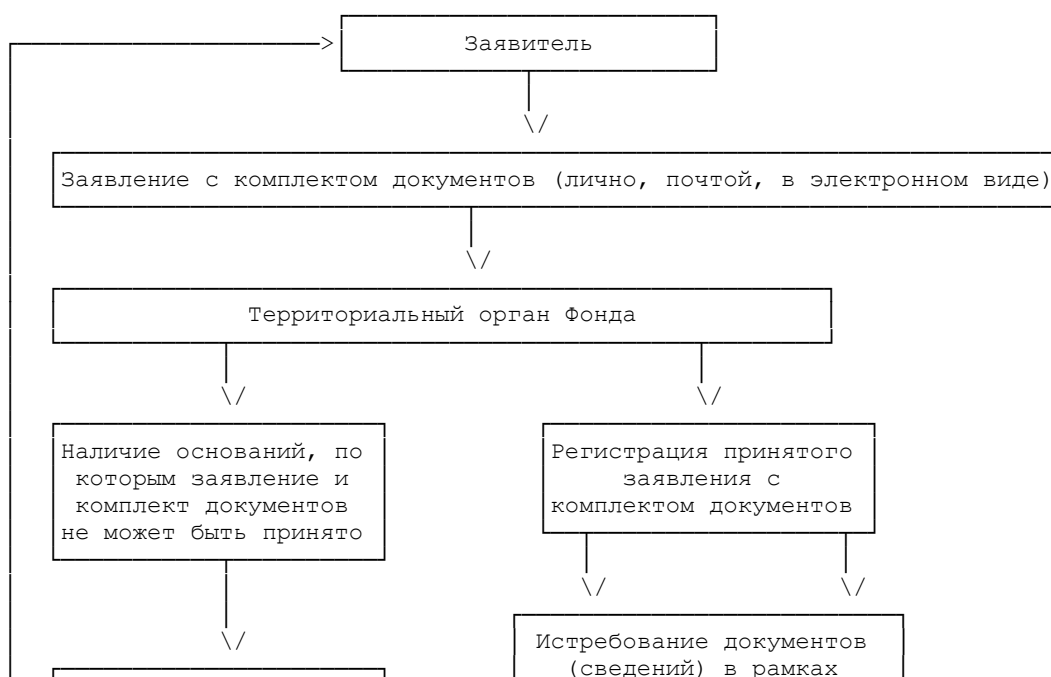 Заявитель
Заявление с комплектом документов (лично, почтой, в электронном виде)
Территориальный орган Фонда
Наличие оснований, по
которым заявление и
комплект документов
не может быть принято
Регистрация принятого
заявления с
комплектом документов
Истребование документов
(сведений) в рамках